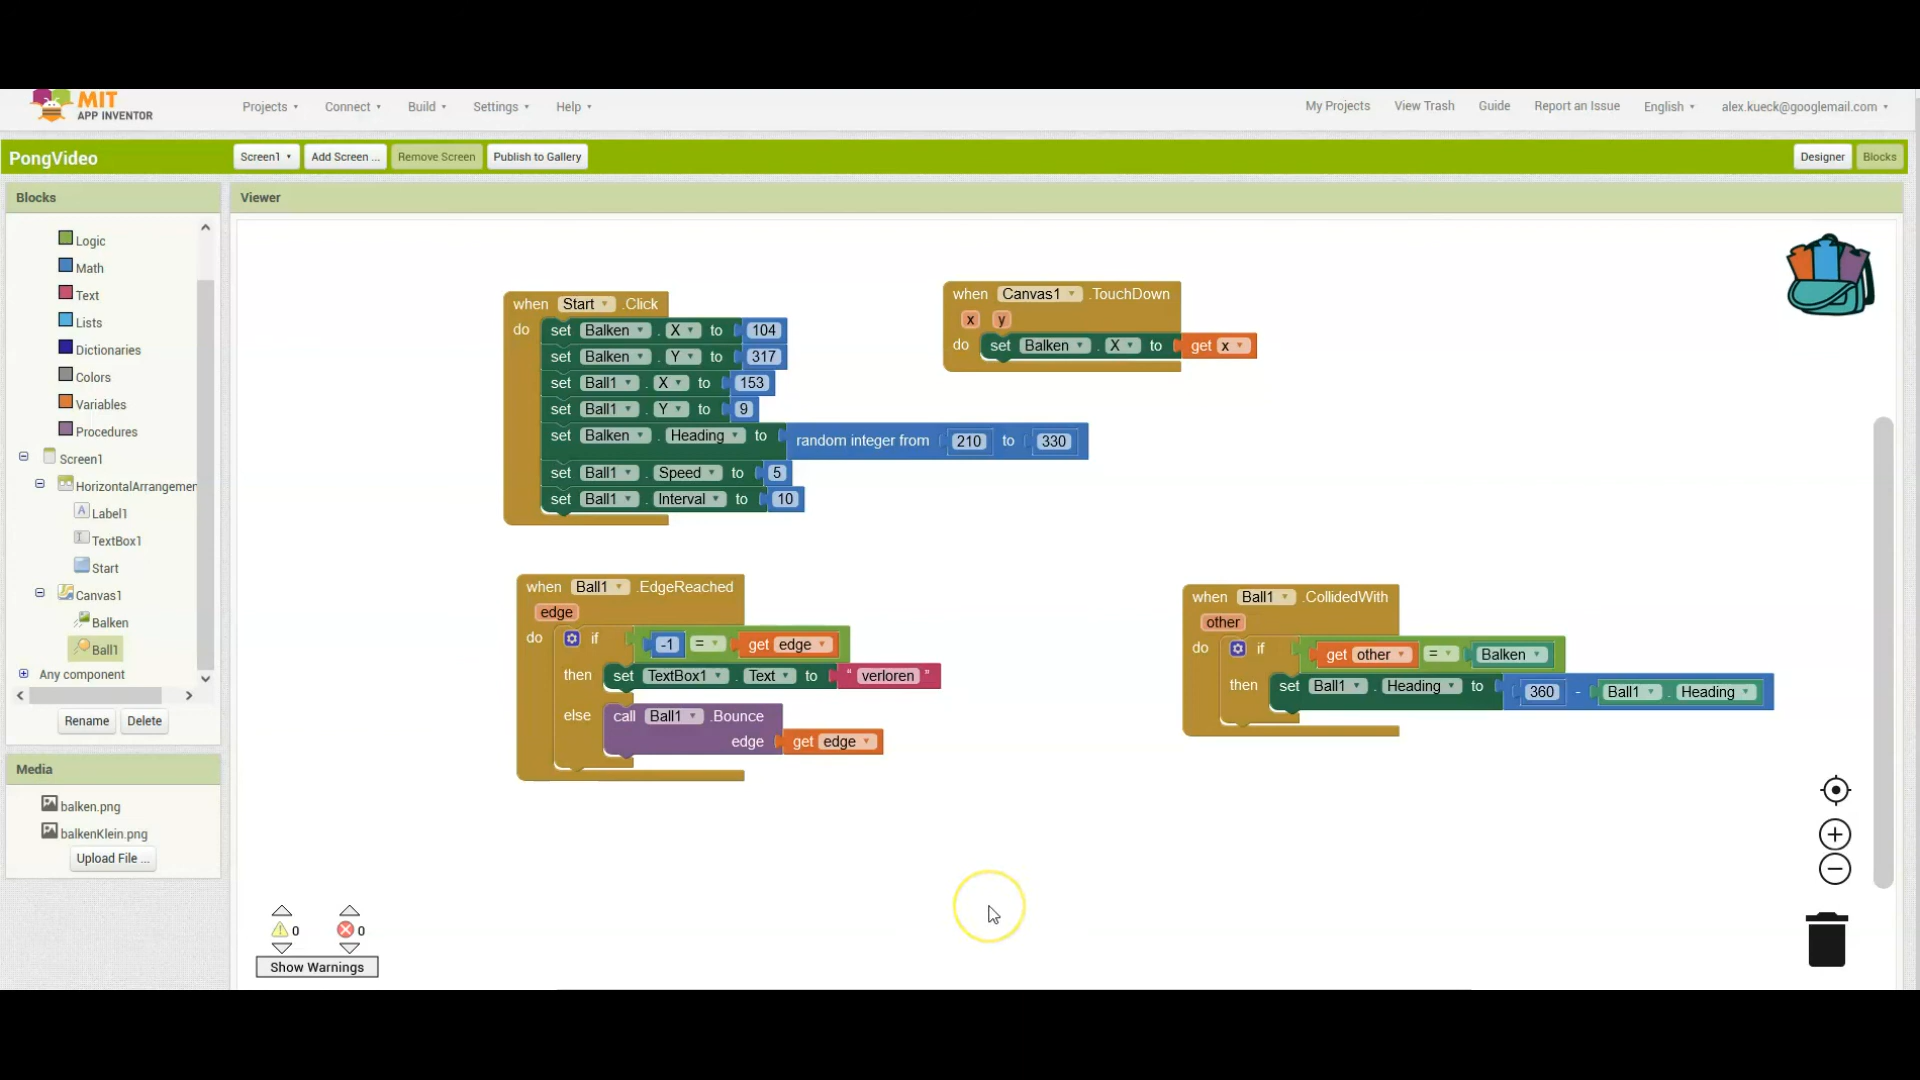 MIT
APP INVENTOR
Projects Connect Build Settings Help My Projects View Trash Guide Report an Issue English alex.kueck@googlemail.com
PongVideo Screen1 Add Screen ... Remove Screen Publish to Gallery Designer Blocks
Blocks
Logic
Math
Text
Lists
Dictionaries
Colors
Variables
Procedures
Screen1
HorizontalArrangemen
Label1
TextBox1
Start
Canvas1
Balken
Ball1
Any component
Rename Delete
Media
balken.png
balkenKlein.png
Upload File ...
Viewer
when Start .Click
do set Balken . X to 104
set Balken . Y to 317
set Ball1 . X to 153
set Ball1 . Y to 9
set Balken . Heading to random integer from 210 to 330
set Ball1 . Speed to 5
set Ball1 . Interval to 10
when Canvas1 .TouchDown
x y
do set Balken . X to get x
when Ball1 .EdgeReached
edge
do if -1 = get edge
then set TextBox1 . Text to " verloren "
else call Ball1 .Bounce
edge get edge
when Ball1 .CollidedWith
other
do if get other = Balken
then set Ball1 . Heading to 360 - Ball1 . Heading
0 0
Show Warnings